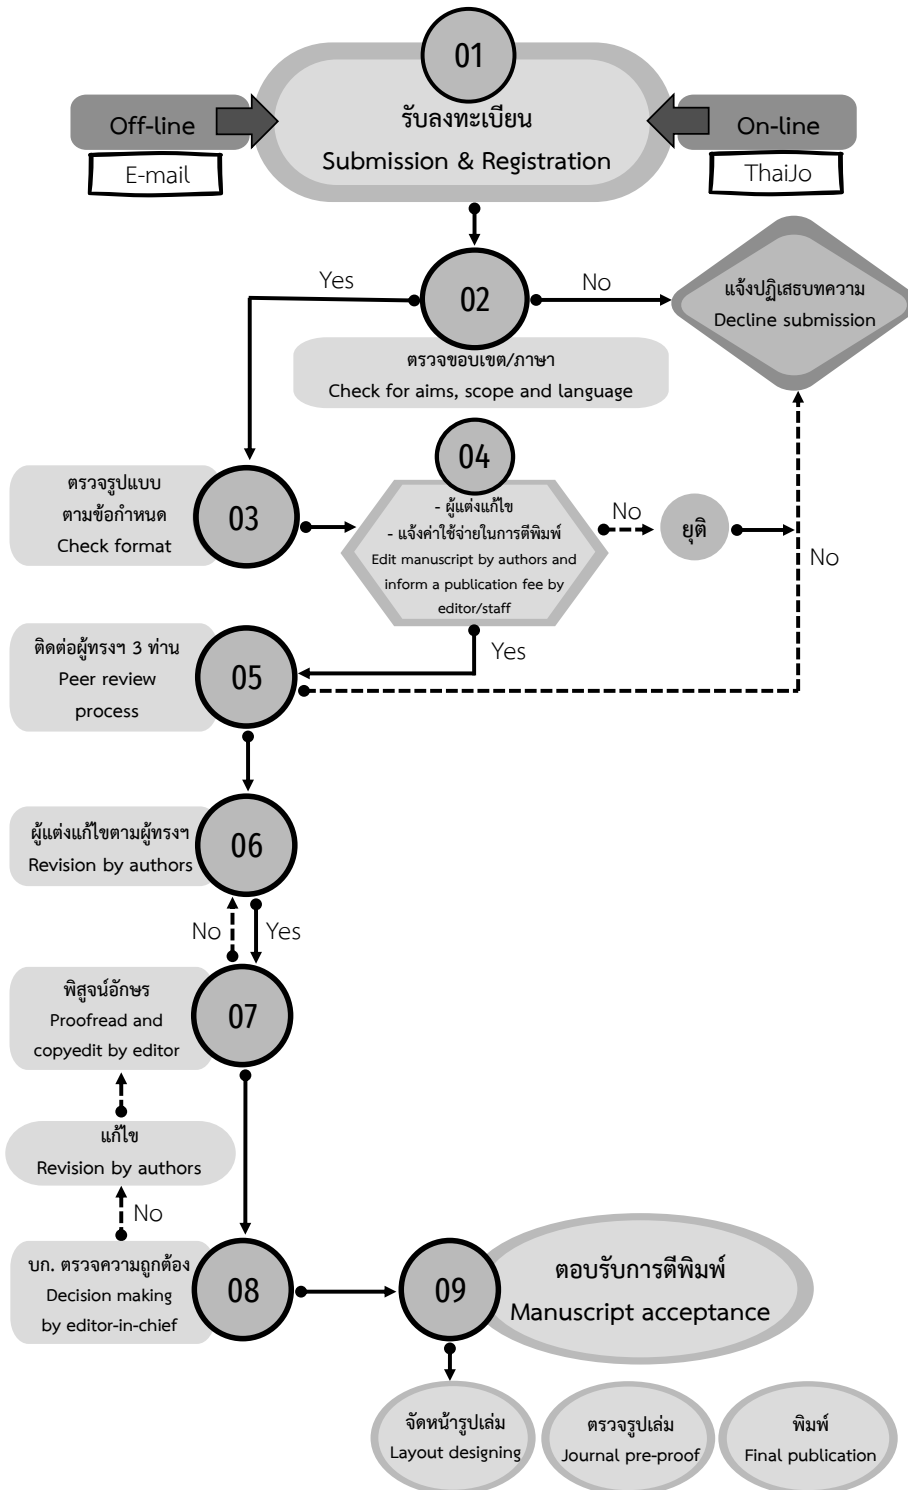 01
Off-line
E-mail
รับลงทะเบียน
Submission & Registration
On-line
ThaiJo
Yes
02
No
แจ้งปฏิเสธบทความ
Decline submission
ตรวจขอบเขต/ภาษา
Check for aims, scope and language
ตรวจรูปแบบ
ตามข้อกำหนด
Check format
03
04
- ผู้แต่งแก้ไข
- แจ้งค่าใช้จ่ายในการตีพิมพ์
Edit manuscript by authors and
inform a publication fee by
editor/staff
No
ยุติ
No
Yes
ติดต่อผู้ทรงฯ 3 ท่าน
Peer review
process
05
ผู้แต่งแก้ไขตามผู้ทรงฯ
Revision by authors
06
No
Yes
พิสูจน์อักษร
Proofread and
copyedit by editor
07
แก้ไข
Revision by authors
No
บก. ตรวจความถูกต้อง
Decision making
by editor-in-chief
08
09
ตอบรับการตีพิมพ์
Manuscript acceptance
จัดหน้ารูปเล่ม
Layout designing
ตรวจรูปเล่ม
Journal pre-proof
พิมพ์
Final publication